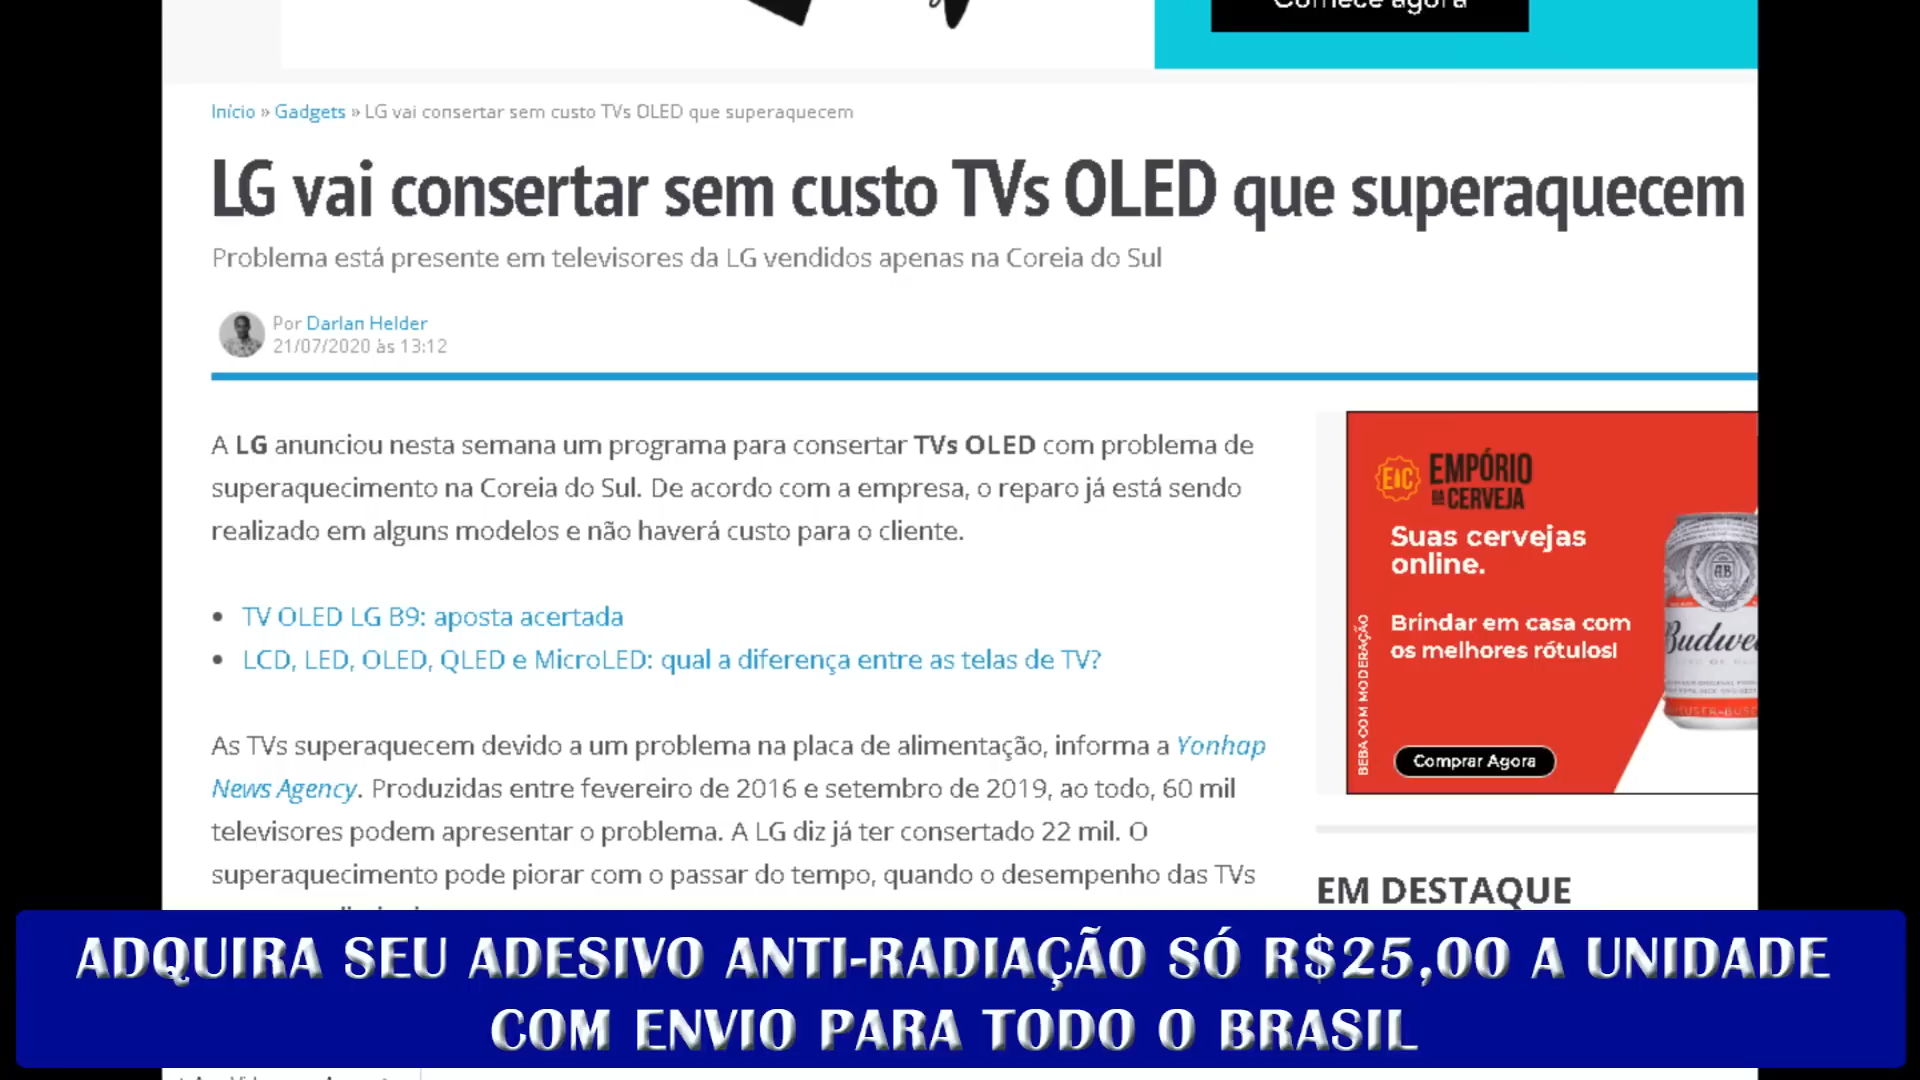 Comece agora
Início » Gadgets » LG vai consertar sem custo TVs OLED que superaquecem
LG vai consertar sem custo TVs OLED que superaquecem
Problema está presente em televisores da LG vendidos apenas na Coreia do Sul
Por Darlan Helder
21/07/2020 às 13:12
A LG anunciou nesta semana um programa para consertar TVs OLED com problema de
superaquecimento na Coreia do Sul. De acordo com a empresa, o reparo já está sendo
realizado em alguns modelos e não haverá custo para o cliente.
• TV OLED LG B9: aposta acertada
• LCD, LED, OLED, QLED e MicroLED: qual a diferença entre as telas de TV?
As TVs superaquecem devido a um problema na placa de alimentação, informa a Yonhap
News Agency. Produzidas entre fevereiro de 2016 e setembro de 2019, ao todo, 60 mil
televisores podem apresentar o problema. A LG diz já ter consertado 22 mil. O
superaquecimento pode piorar com o passar do tempo, quando o desempenho das TVs
EIC EMPÓRIO
DA CERVEJA
Suas cervejas
online.
Brindar em casa com
os melhores rótulos!
BEBA COM MODERAÇÃO
AB
Budwe
Comprar Agora
EM DESTAQUE
ADQUIRA SEU ADESIVO ANTI-RADIAÇÃO SÓ R$25,00 A UNIDADE
COM ENVIO PARA TODO O BRASIL